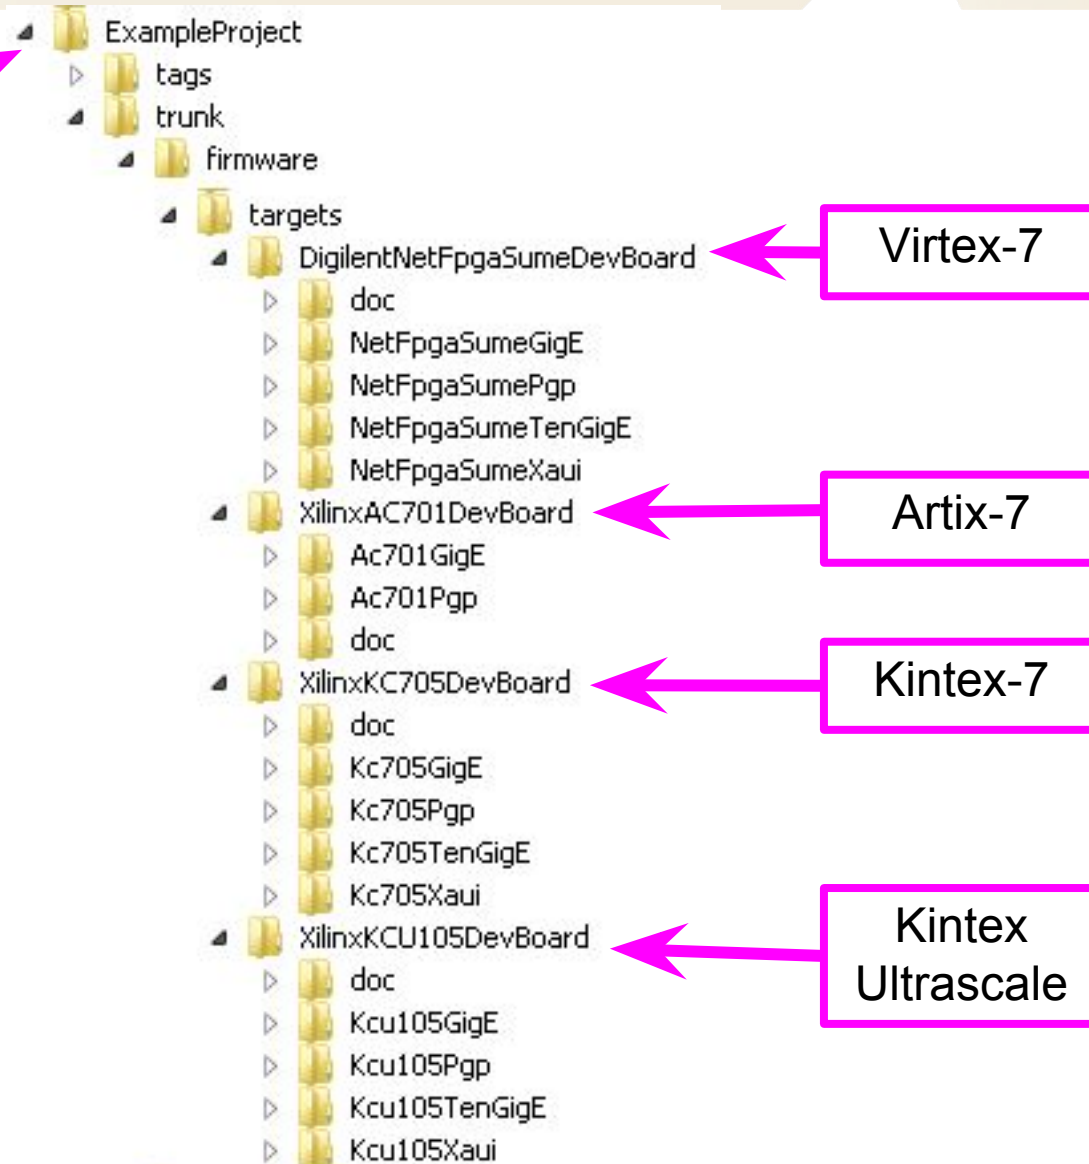 ExampleProject
tags
trunk
firmware
targets
DigilentNetFpgaSumeDevBoard
Virtex-7
doc
NetFpgaSumeGigE
NetFpgaSumePgp
NetFpgaSumeTenGigE
NetFpgaSumeXaui
XilinxAC701DevBoard
Artix-7
Ac701GigE
Ac701Pgp
doc
XilinxKC705DevBoard
Kintex-7
doc
Kc705GigE
Kc705Pgp
Kc705TenGigE
Kc705Xaui
XilinxKCU105DevBoard
Kintex
Ultrascale
doc
Kcu105GigE
Kcu105Pgp
Kcu105TenGigE
Kcu105Xaui